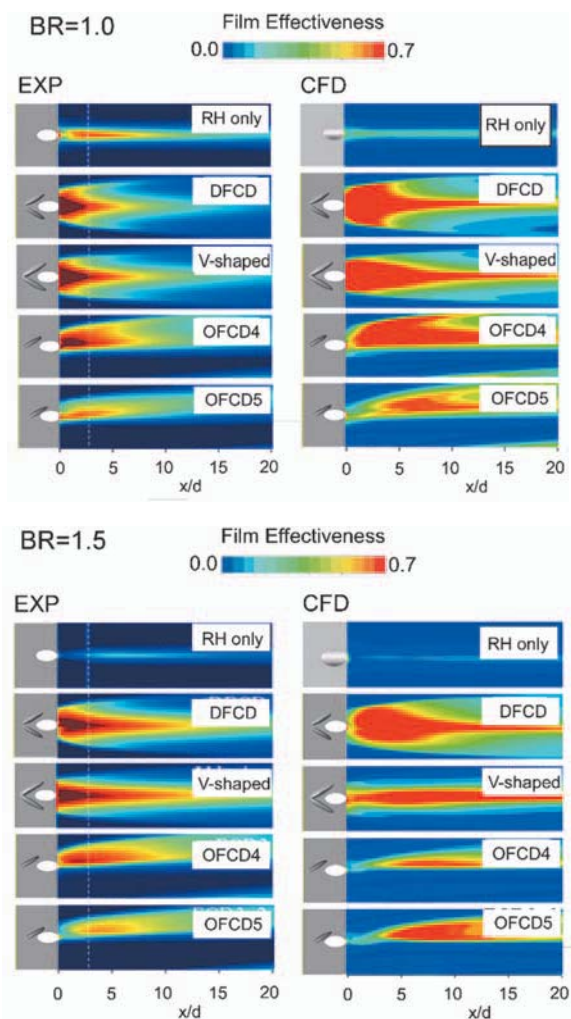 BR=1.0
Film Effectiveness
0.0
0.7
EXP
CFD
RH only
RH only
DFCD
DFCD
V-shaped
V-shaped
OFCD4
OFCD4
OFCD5
OFCD5
0 5 10 15 20
0 5 10 15 20
x/d
x/d
BR=1.5
Film Effectiveness
0.0
0.7
EXP
CFD
RH only
RH only
DFCD
DFCD
V-shaped
V-shaped
OFCD4
OFCD4
OFCD5
OFCD5
0 5 10 15 20
0 5 10 15 20
x/d
x/d